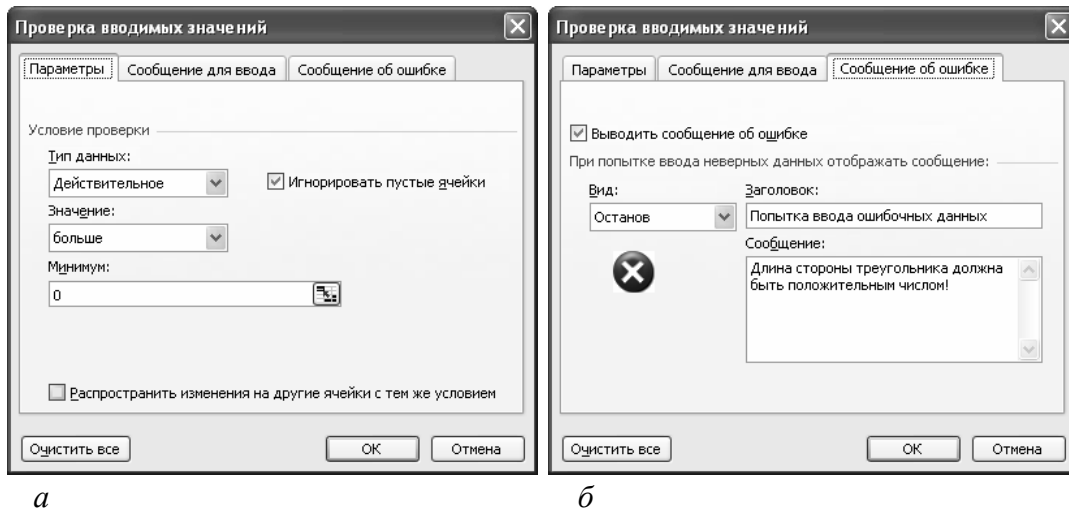 Проверка вводимых значений
Параметры Сообщение для ввода Сообщение об ошибке
Условие проверки
Тип данных:
Действительное
Игнорировать пустые ячейки
Значение:
больше
Минимум:
0
Распространить изменения на другие ячейки с тем же условием
Очистить все ОК Отмена
а
Проверка вводимых значений
Параметры Сообщение для ввода Сообщение об ошибке
Выводить сообщение об ошибке
При попытке ввода неверных данных отображать сообщение:
Вид: Заголовок:
Останов Попытка ввода ошибочных данных
Сообщение:
Длина стороны треугольника должна
быть положительным числом!
Очистить все ОК Отмена
б